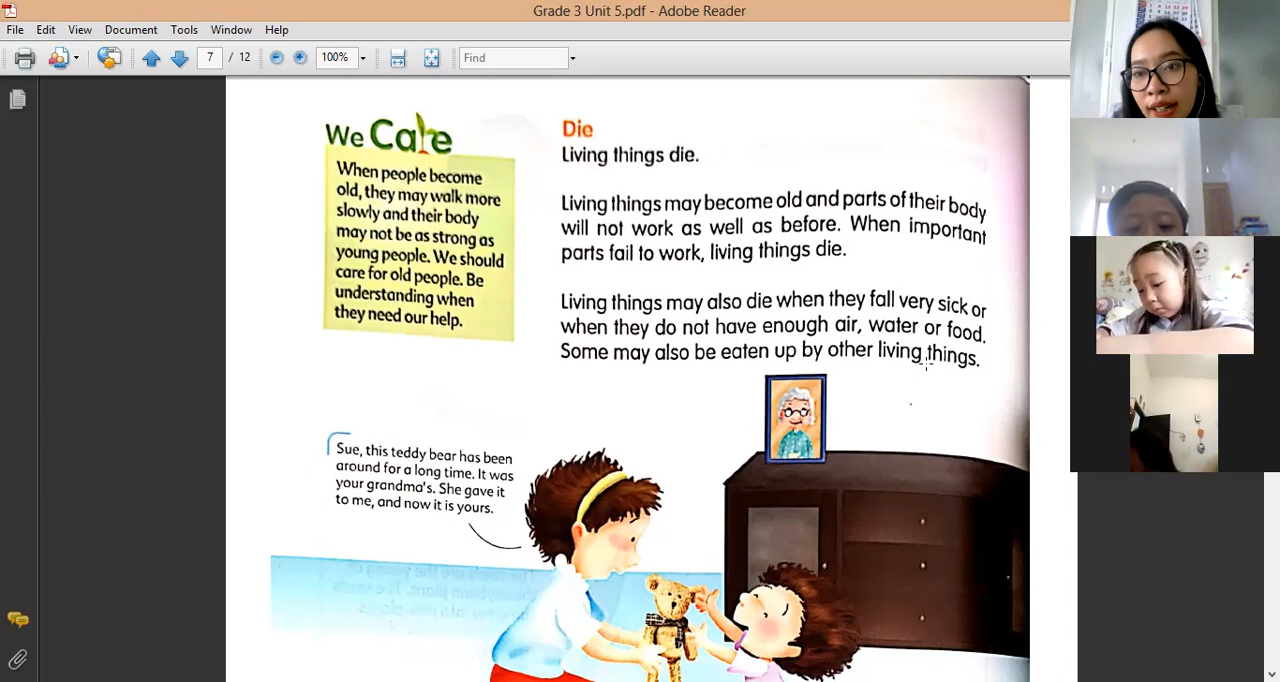 Grade 3 Unit 5.pdf - Adobe Reader
File Edit View Document Tools Window Help
7 / 12 100% Find
We Care
When people become
old, they may walk more
slowly and their body
may not be as strong as
young people. We should
care for old people. Be
understanding when
they need our help.
Die
Living things die.
Living things may become old and parts of their body
will not work as well as before. When important
parts fail to work, living things die.
Living things may also die when they fall very sick or
when they do not have enough air, water or food.
Some may also be eaten up by other living things.
Sue, this teddy bear has been
around for a long time. It was
your grandma's. She gave it
to me, and now it is yours.